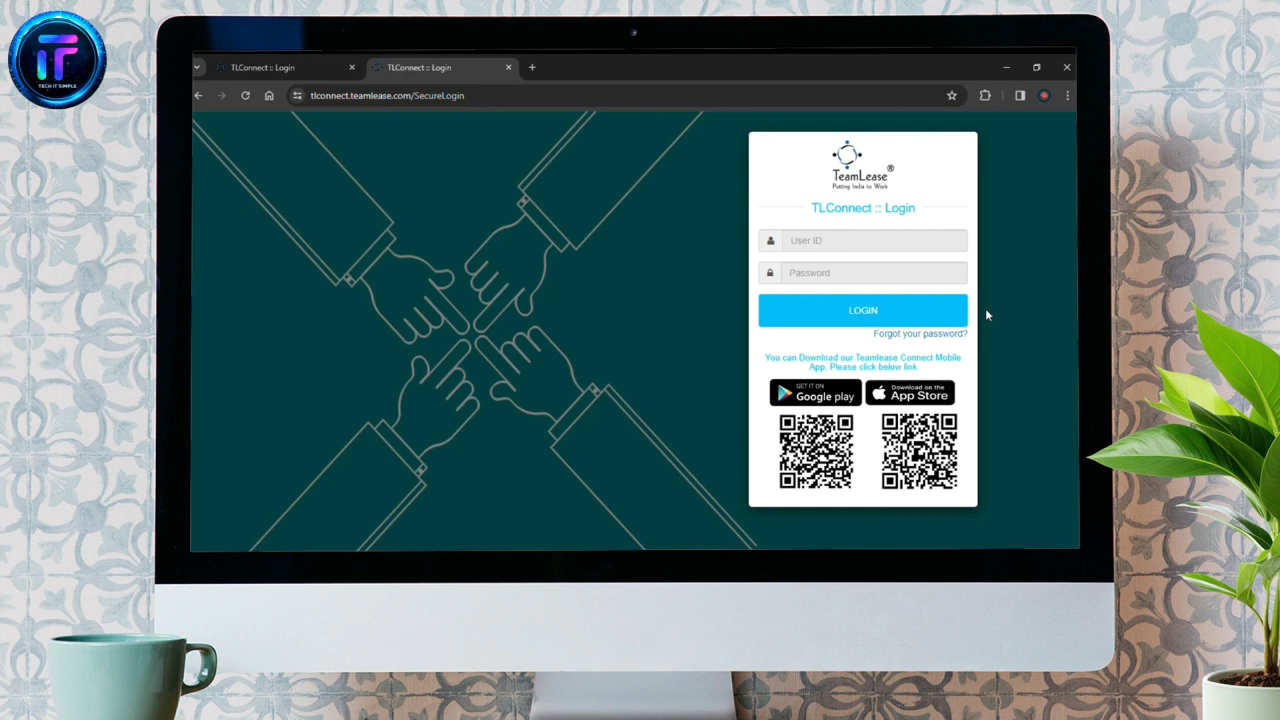 TECH IT SIMPLE
TLConnect :: Login
TLConnect :: Login
tlconnect.teamlease.com/SecureLogin
TeamLease®
Putting India to Work
TLConnect :: Login
User ID
Password
LOGIN
Forgot your password?
You can Download our Teamlease Connect Mobile
App, Please click below link
GET IT ON
Google play
Download on the
App Store